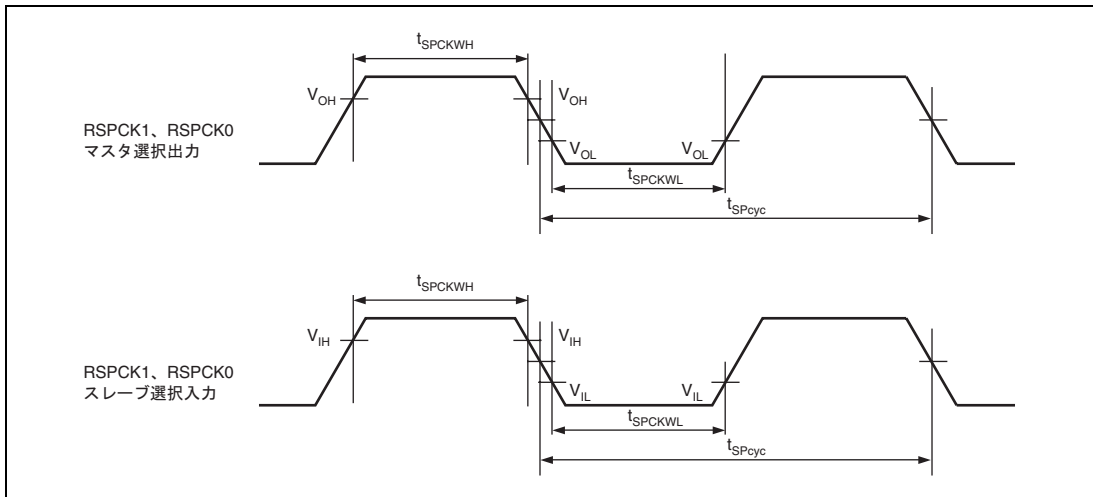 tSPCKWH
VOH
VOH
RSPCK1、RSPCK0
マスタ選択出力
VOL
VOL
tSPCKWL
tSPcyc
tSPCKWH
VIH
VIH
RSPCK1、RSPCK0
スレーブ選択入力
VIL
VIL
tSPCKWL
tSPcyc